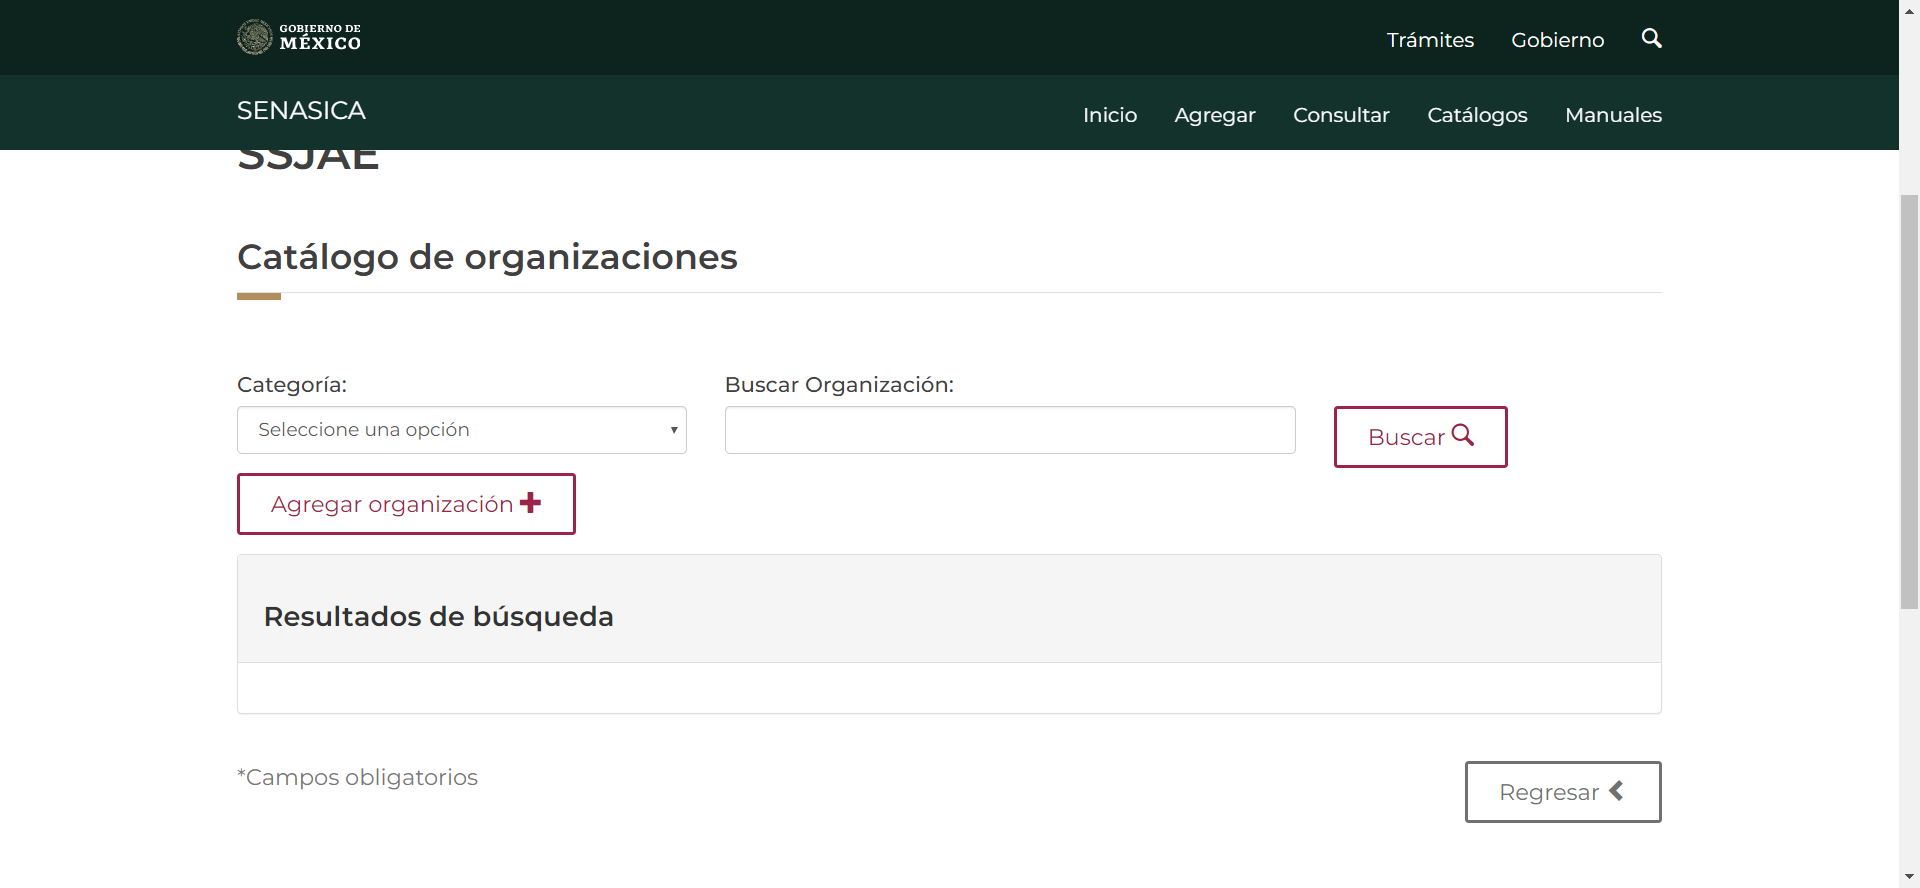 GOBIERNO DE
MÉXICO
Trámites
Gobierno
SENASICA
Inicio
Agregar
Consultar
Catálogos
Manuales
SSJAE
Catálogo de organizaciones
Categoría:
Buscar Organización:
Seleccione una opción
Buscar
Agregar organización
Resultados de búsqueda
*Campos obligatorios
Regresar